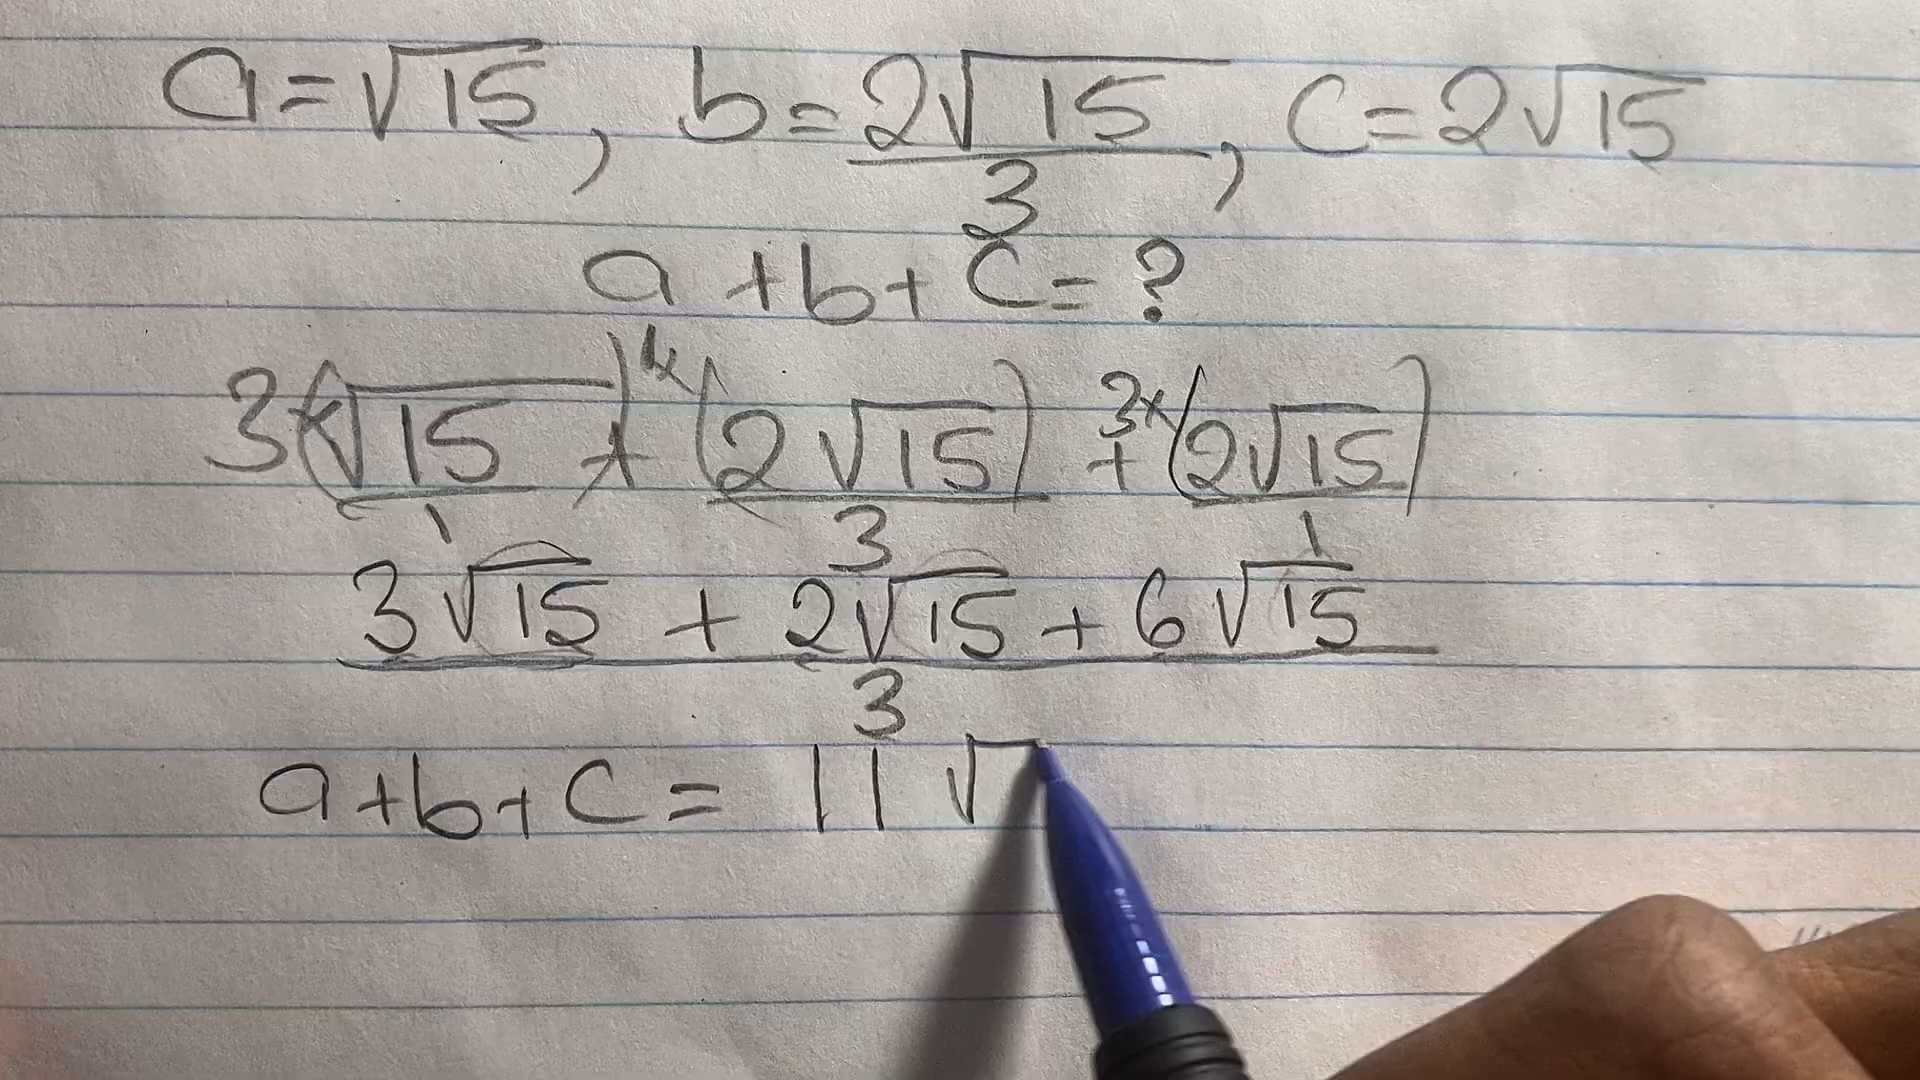 a=√15, b=2√15/3, c=2√15
a+b+c=?
3×(√15)/1 + 1×(2√15)/3 + 3×(2√15)/1
(3√15 + 2√15 + 6√15)/3
a+b+c= 11√